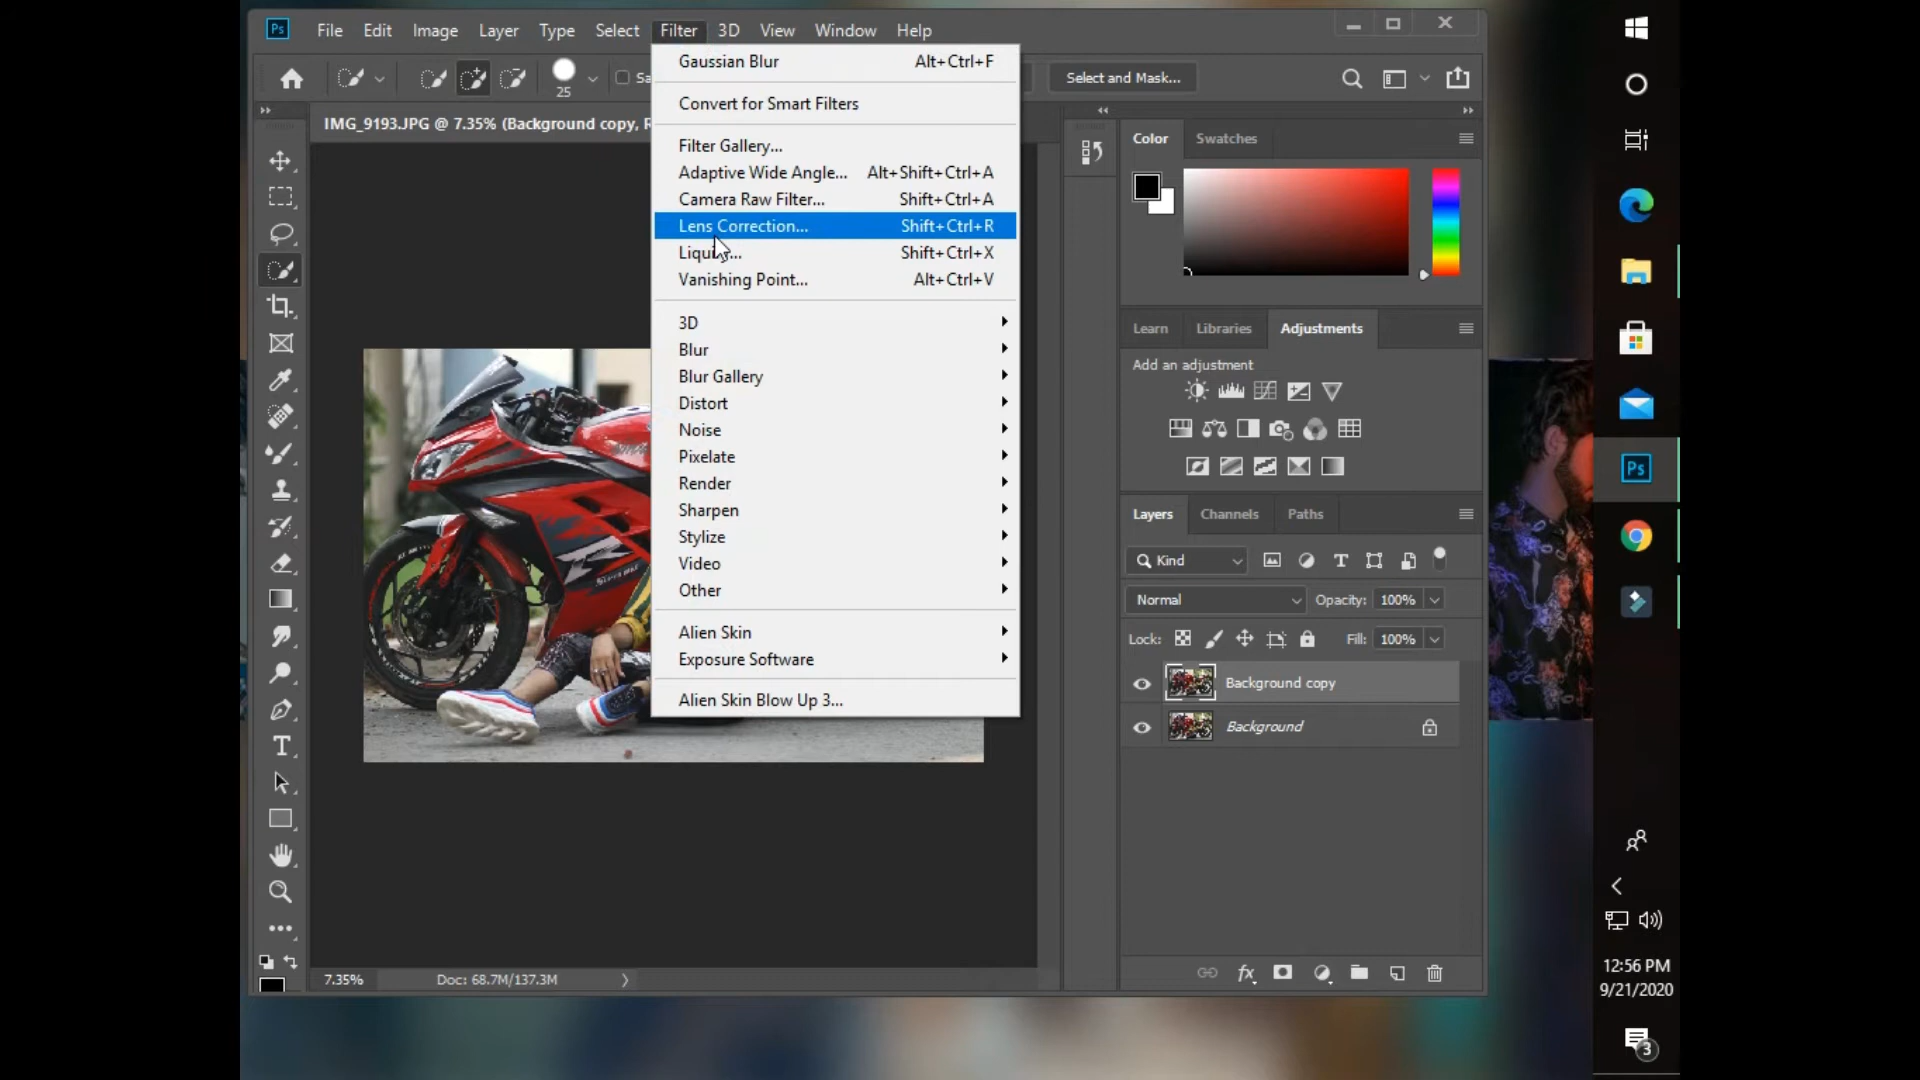 Ps File Edit Image Layer Type Select Filter 3D View Window Help
25 Sa Select and Mask...
IMG_9193.JPG @ 7.35% (Background copy, R
Gaussian Blur Alt+Ctrl+F
Convert for Smart Filters
Filter Gallery...
Adaptive Wide Angle... Alt+Shift+Ctrl+A
Camera Raw Filter... Shift+Ctrl+A
Lens Correction... Shift+Ctrl+R
Shift+Ctrl+X
Vanishing Point... Alt+Ctrl+V
3D
Blur
Blur Gallery
Distort
Noise
Pixelate
Render
Sharpen
Stylize
Video
Other
Alien Skin
Exposure Software
Alien Skin Blow Up 3...
Color Swatches
Learn Libraries Adjustments
Add an adjustment
Layers Channels Paths
Kind
Normal Opacity: 100%
Lock: Fill: 100%
Background copy
Background
7.35% Doc: 68.7M/137.3M
Ps
12:56 PM
9/21/2020
3